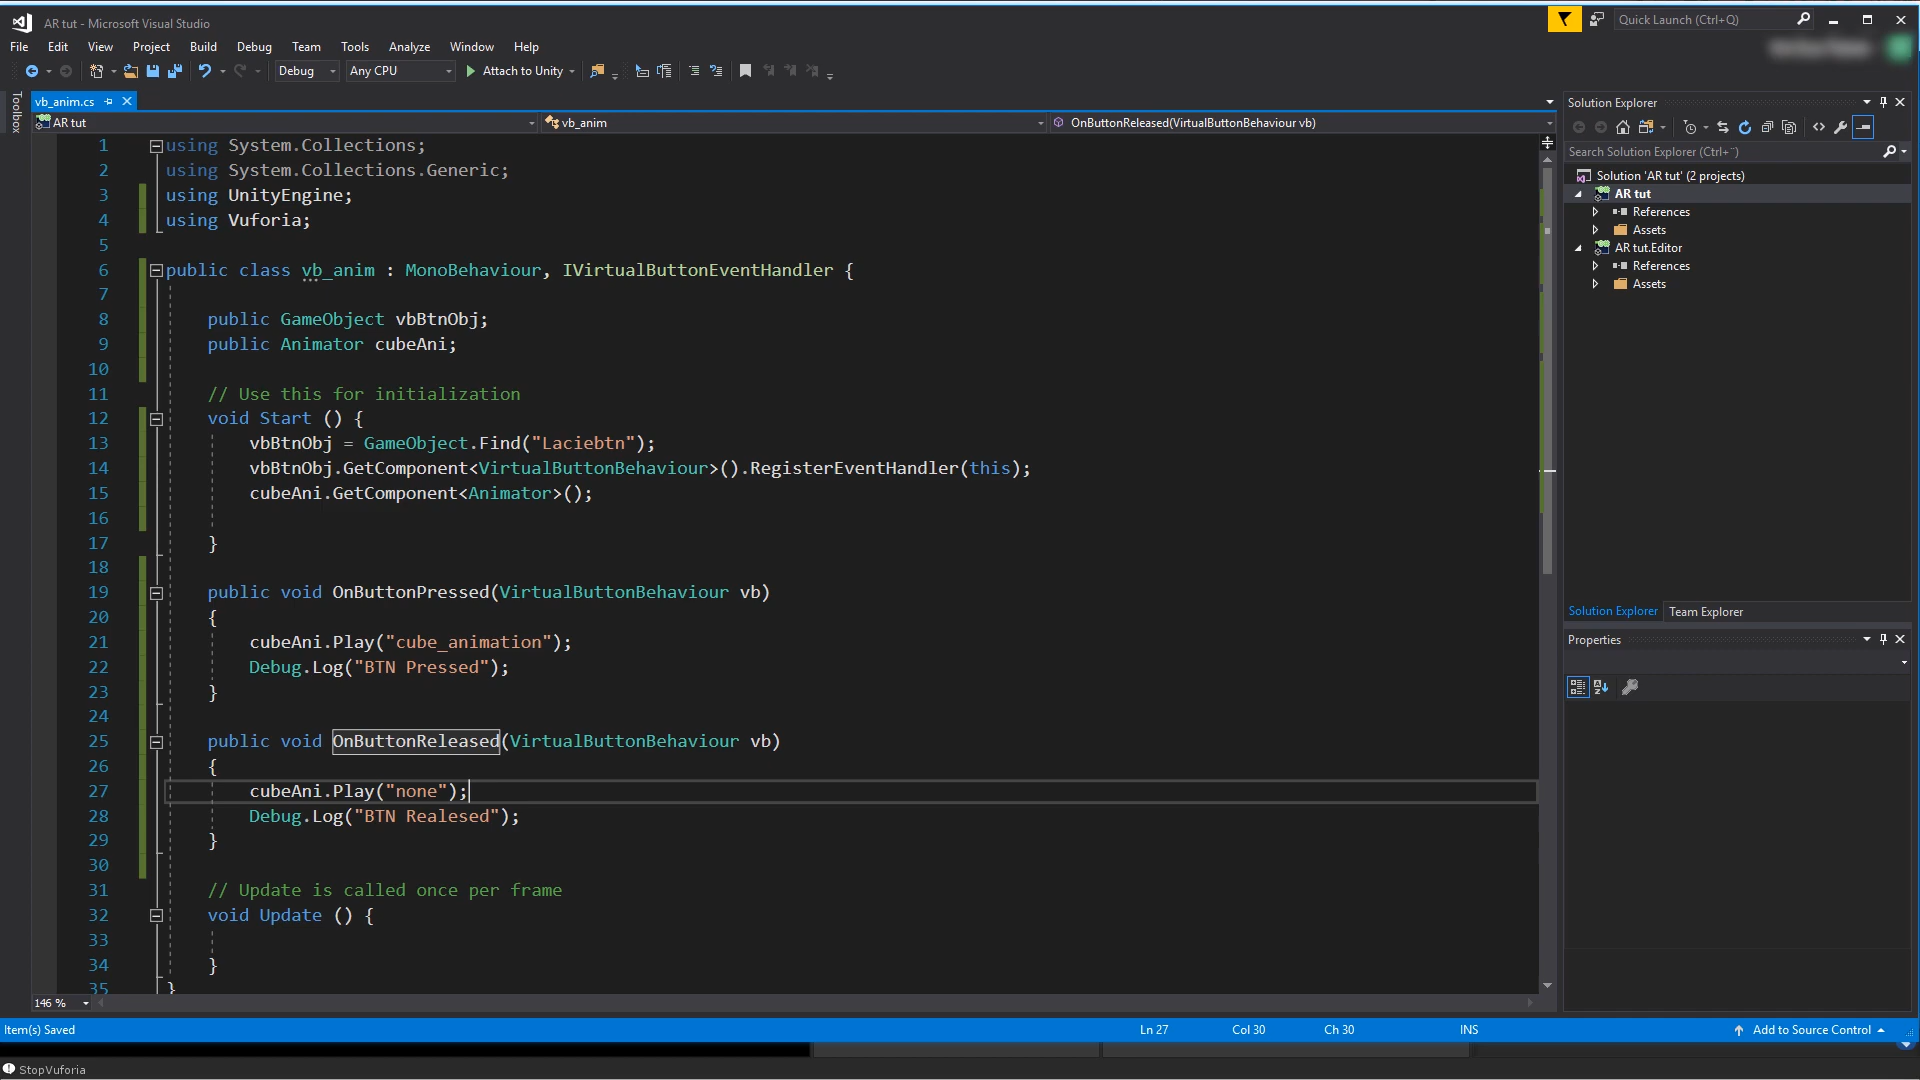 AR tut - Microsoft Visual Studio
Quick Launch (Ctrl+Q)
File Edit View Project Build Debug Team Tools Analyze Window Help
Debug Any CPU Attach to Unity
Toolbox
vb_anim.cs
AR tut vb_anim OnButtonReleased(VirtualButtonBehaviour vb)
1 using System.Collections;
2 using System.Collections.Generic;
3 using UnityEngine;
4 using Vuforia;
5
6 public class vb_anim : MonoBehaviour, IVirtualButtonEventHandler {
7
8 public GameObject vbBtnObj;
9 public Animator cubeAni;
10
11 // Use this for initialization
12 void Start () {
13 vbBtnObj = GameObject.Find("Laciebtn");
14 vbBtnObj.GetComponent<VirtualButtonBehaviour>().RegisterEventHandler(this);
15 cubeAni.GetComponent<Animator>();
16
17 }
18
19 public void OnButtonPressed(VirtualButtonBehaviour vb)
20 {
21 cubeAni.Play("cube_animation");
22 Debug.Log("BTN Pressed");
23 }
24
25 public void OnButtonReleased(VirtualButtonBehaviour vb)
26 {
27 cubeAni.Play("none");
28 Debug.Log("BTN Realesed");
29 }
30
31 // Update is called once per frame
32 void Update () {
33
34 }
35 }
146 %
Solution Explorer
Search Solution Explorer (Ctrl+¨)
Solution 'AR tut' (2 projects)
AR tut
References
Assets
AR tut.Editor
References
Assets
Solution Explorer Team Explorer
Properties
Item(s) Saved Ln 27 Col 30 Ch 30 INS Add to Source Control
StopVuforia